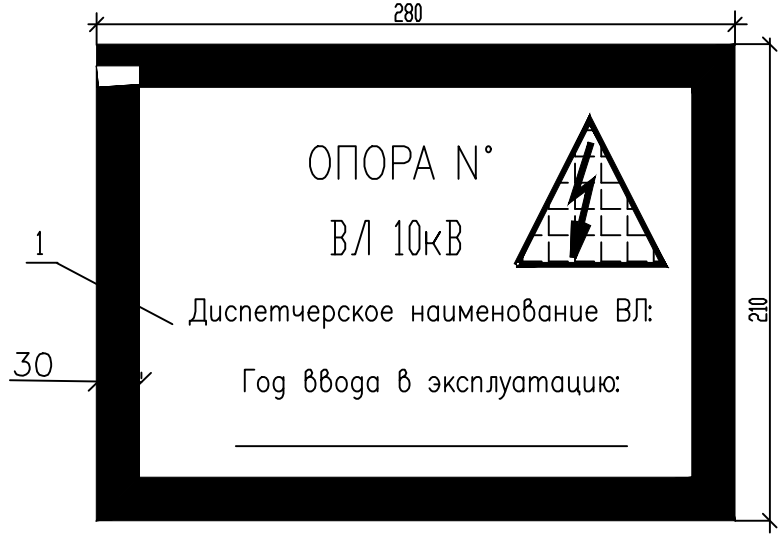 280
ОПОРА N°
ВЛ 10кВ
1
210
Диспетчерское наименование ВЛ:
30
Год ввода в эксплуатацию: